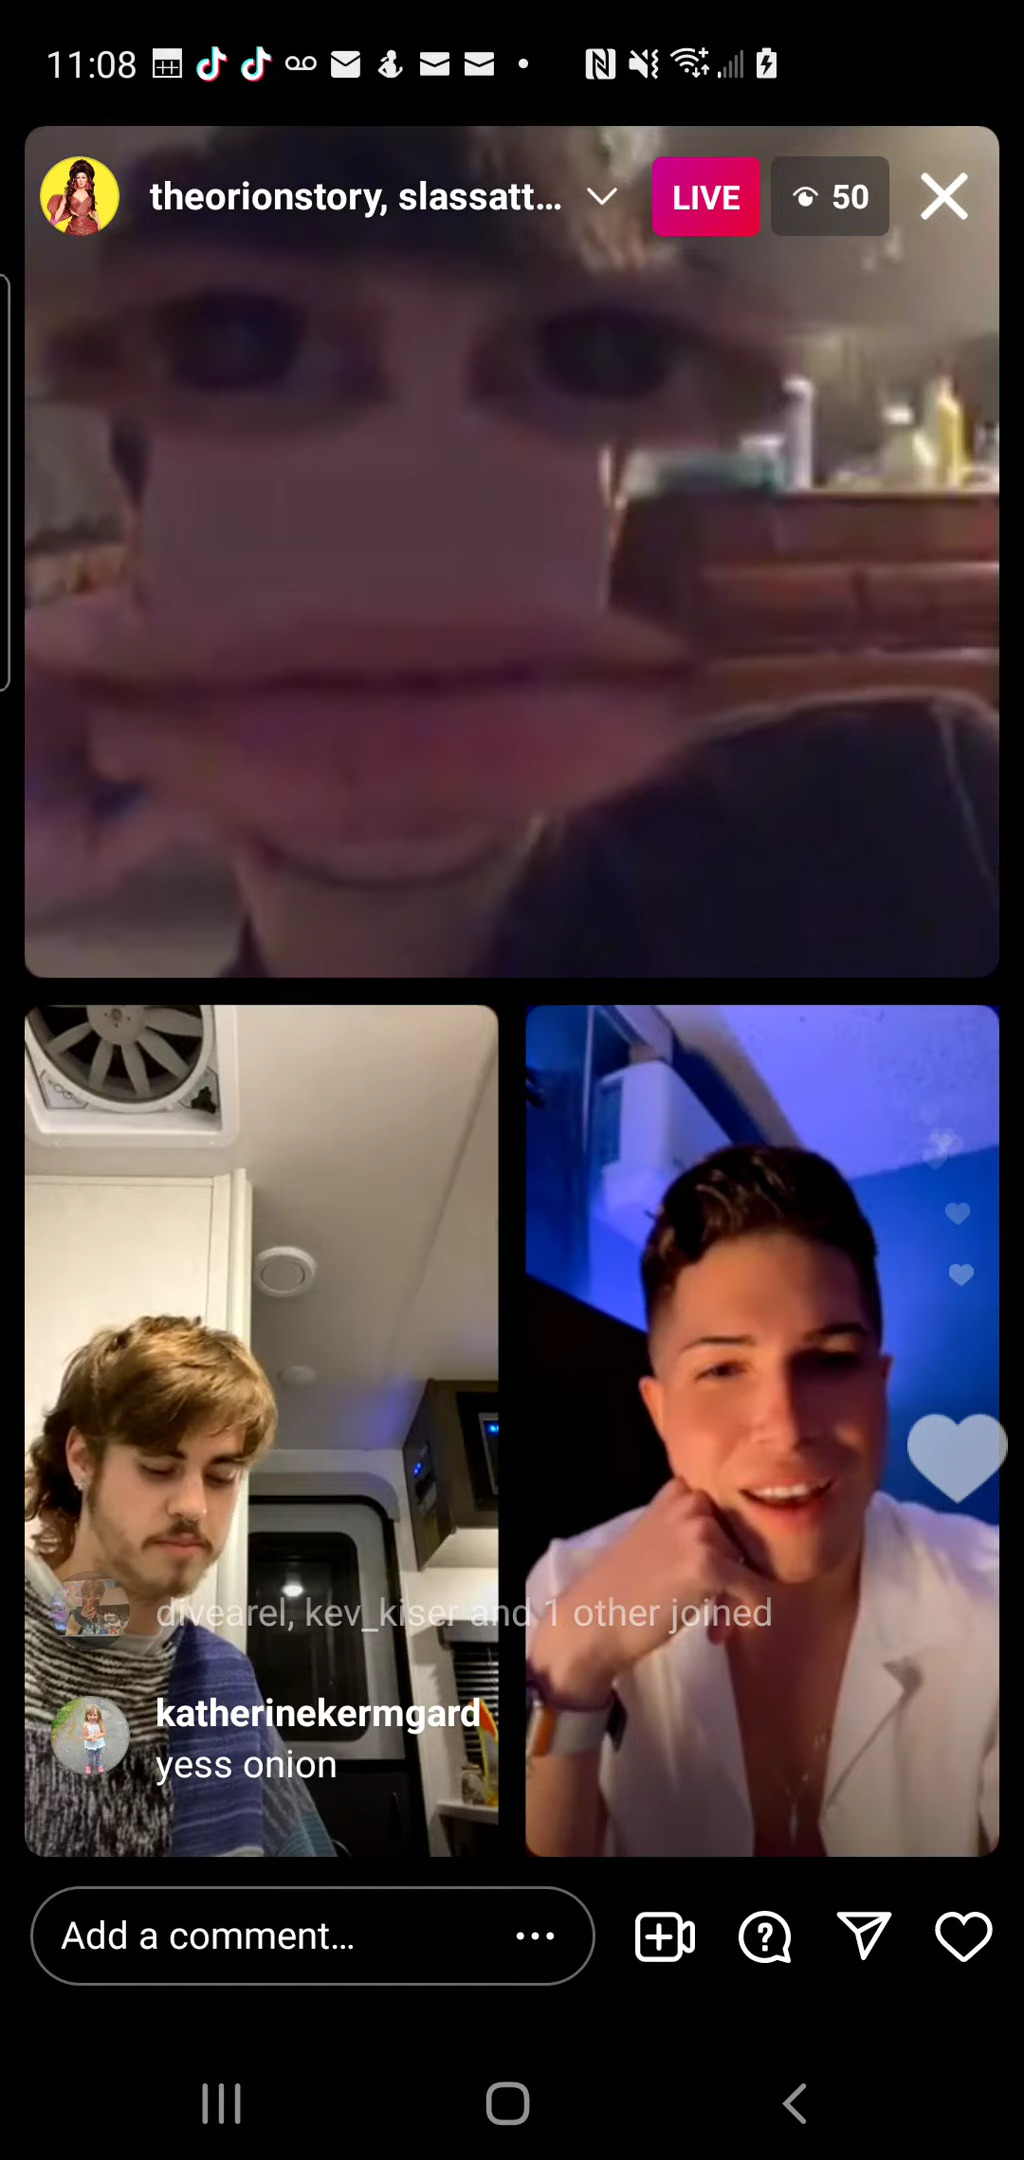 11:08
theorionstory, slassatt...
LIVE
50
divearel, kev_kiser and 1 other joined
katherinekermgard
yess onion
Add a comment...